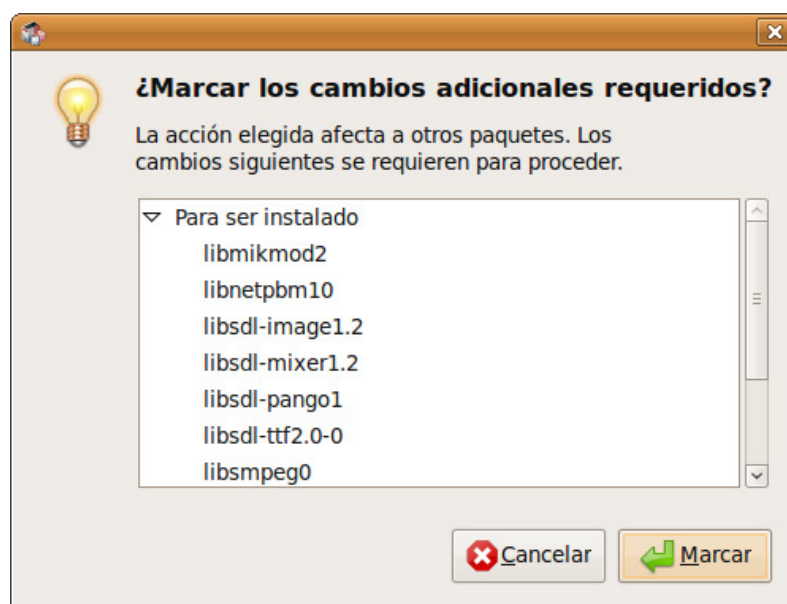 ¿Marcar los cambios adicionales requeridos?
La acción elegida afecta a otros paquetes. Los
cambios siguientes se requieren para proceder.
Para ser instalado
libmikmod2
libnetpbm10
libsdl-image1.2
libsdl-mixer1.2
libsdl-pango1
libsdl-ttf2.0-0
libsmpeg0
Cancelar
Marcar